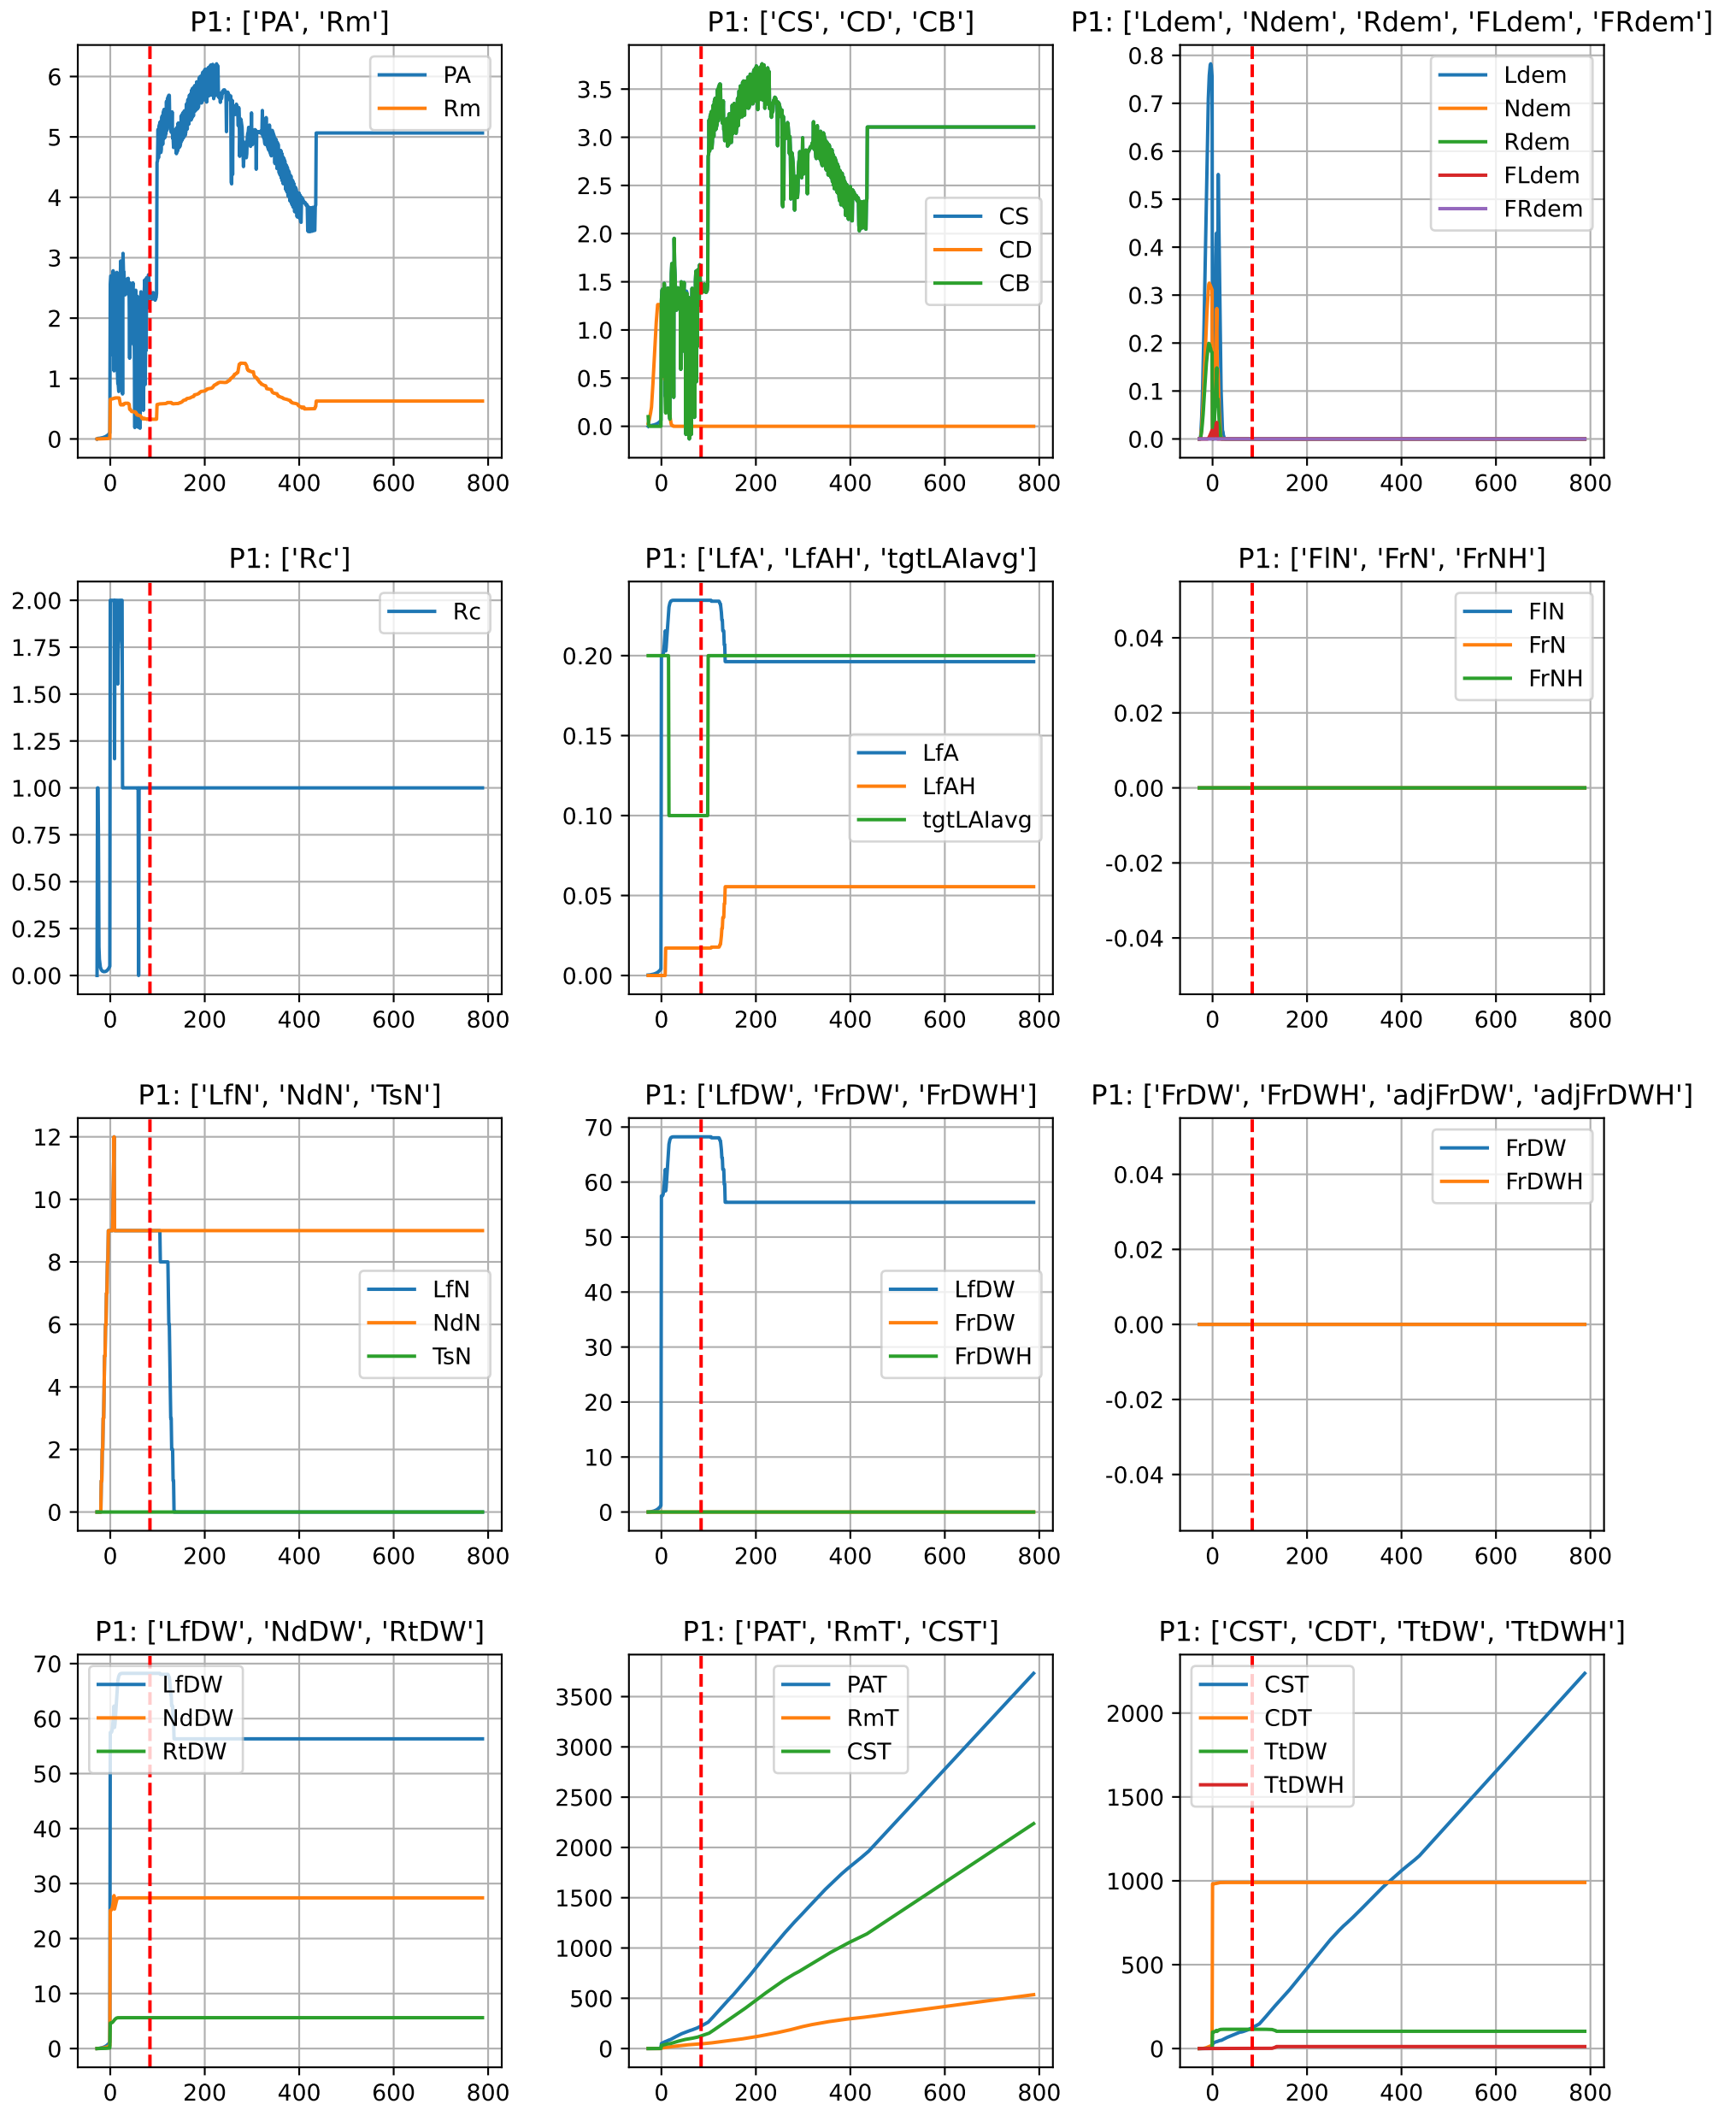 P1: ['PA', 'Rm']
PA
Rm
6
5
4
3
2
1
0
0 200 400 600 800
P1: ['CS', 'CD', 'CB']
CS
CD
CB
3.5
3.0
2.5
2.0
1.5
1.0
0.5
0.0
0 200 400 600 800
P1: ['Ldem', 'Ndem', 'Rdem', 'FLdem', 'FRdem']
Ldem
Ndem
Rdem
FLdem
FRdem
0.8
0.7
0.6
0.5
0.4
0.3
0.2
0.1
0.0
0 200 400 600 800
P1: ['Rc']
Rc
2.00
1.75
1.50
1.25
1.00
0.75
0.50
0.25
0.00
0 200 400 600 800
P1: ['LfA', 'LfAH', 'tgtLAIavg']
LfA
LfAH
tgtLAIavg
0.20
0.15
0.10
0.05
0.00
0 200 400 600 800
P1: ['FlN', 'FrN', 'FrNH']
FlN
FrN
FrNH
0.04
0.02
0.00
-0.02
-0.04
0 200 400 600 800
P1: ['LfN', 'NdN', 'TsN']
LfN
NdN
TsN
12
10
8
6
4
2
0
0 200 400 600 800
P1: ['LfDW', 'FrDW', 'FrDWH']
LfDW
FrDW
FrDWH
70
60
50
40
30
20
10
0
0 200 400 600 800
P1: ['FrDW', 'FrDWH', 'adjFrDW', 'adjFrDWH']
FrDW
FrDWH
0.04
0.02
0.00
-0.02
-0.04
0 200 400 600 800
P1: ['LfDW', 'NdDW', 'RtDW']
LfDW
NdDW
RtDW
70
60
50
40
30
20
10
0
0 200 400 600 800
P1: ['PAT', 'RmT', 'CST']
PAT
RmT
CST
3500
3000
2500
2000
1500
1000
500
0
0 200 400 600 800
P1: ['CST', 'CDT', 'TtDW', 'TtDWH']
CST
CDT
TtDW
TtDWH
2000
1500
1000
500
0
0 200 400 600 800